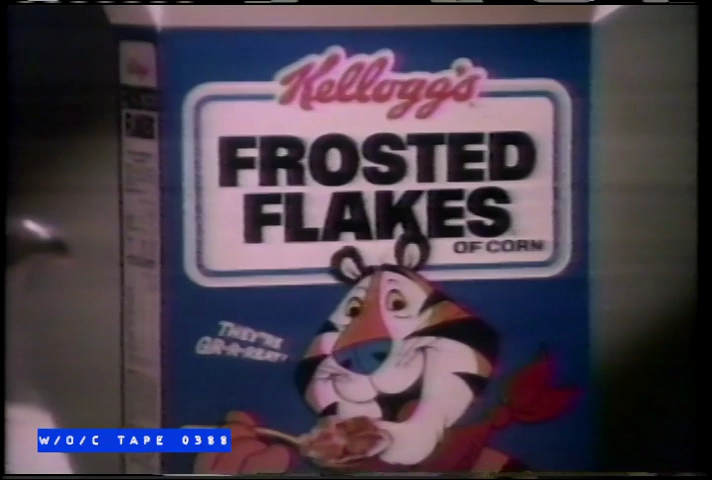 Kellogg's
FROSTED
FLAKES
OF CORN
THEY'RE
GR-R-REAT!
W/O/C TAPE 0388